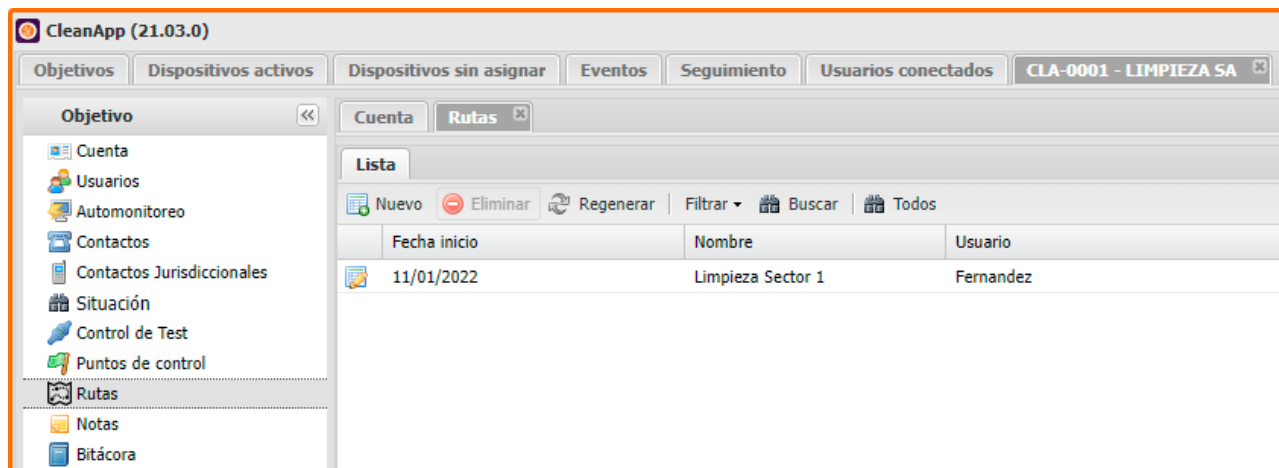 CleanApp (21.03.0)
Objetivos Dispositivos activos Dispositivos sin asignar Eventos Seguimiento Usuarios conectados CLA-0001 - LIMPIEZA SA
Objetivo
Cuenta
Usuarios
Automonitoreo
Contactos
Contactos Jurisdiccionales
Situación
Control de Test
Puntos de control
Rutas
Notas
Bitácora
Cuenta Rutas
Lista
Nuevo Eliminar Regenerar Filtrar Buscar Todos
Fecha inicio Nombre Usuario
11/01/2022 Limpieza Sector 1 Fernandez